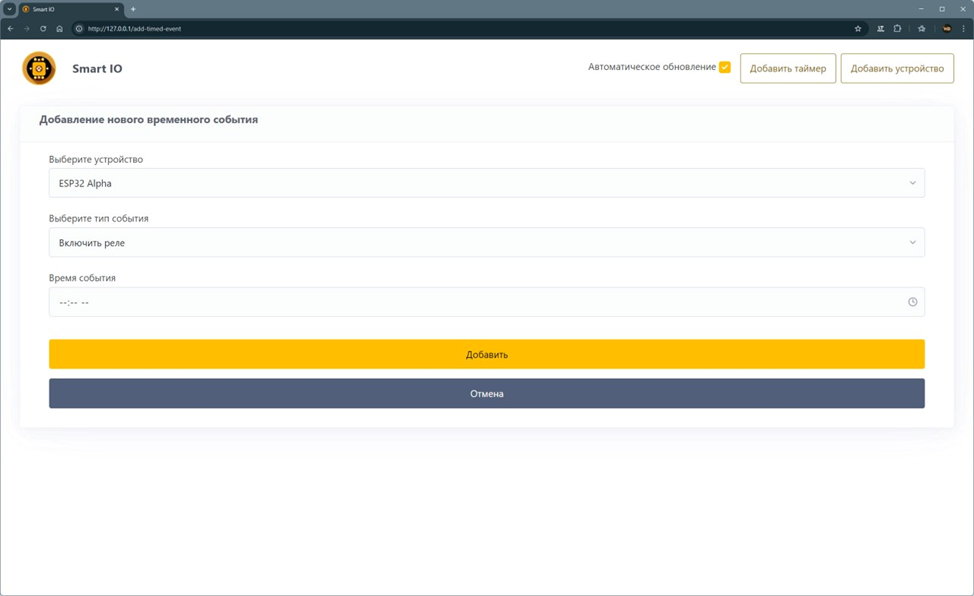 Smart IO
http://127.0.0.1/add-timed-event
Smart IO
Автоматическое обновление
Добавить таймер
Добавить устройство
Добавление нового временного события
Выберите устройство
ESP32 Alpha
Выберите тип события
Включить реле
Время события
--:-- --
Добавить
Отмена